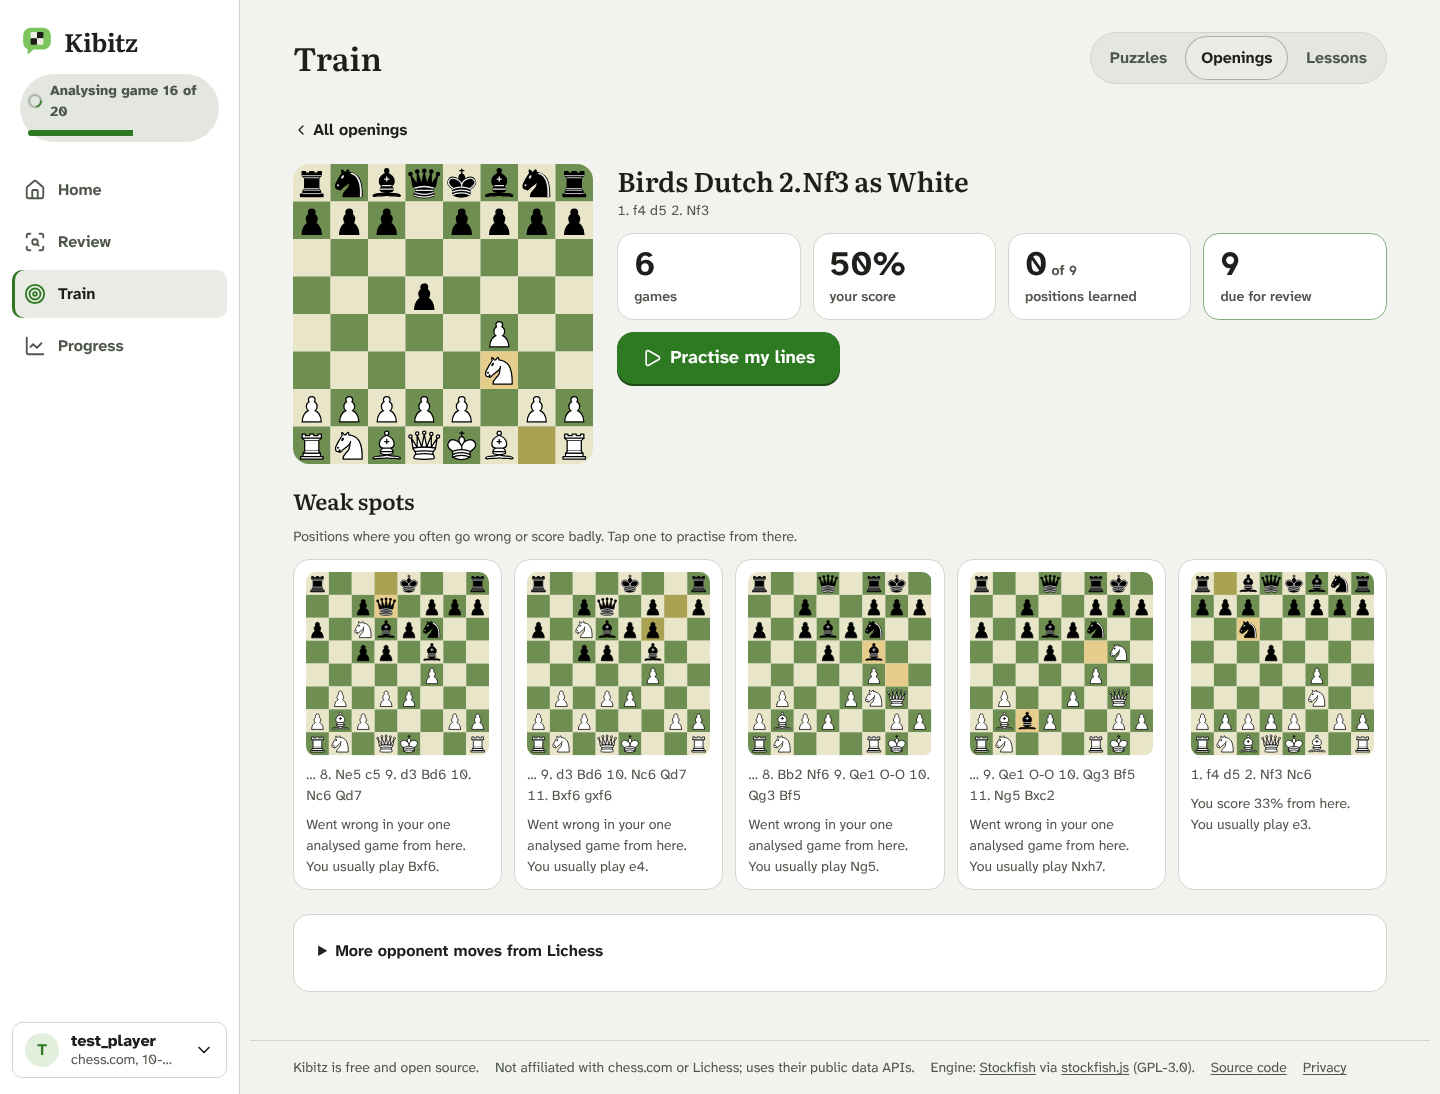 Kibitz
Analysing game 16 of
20
Home
Review
Train
Progress
test_player
chess.com, 10-...
T
Train
Puzzles
Openings
Lessons
All openings
Birds Dutch 2.Nf3 as White
1. f4 d5 2. Nf3
6
games
50%
your score
0 of 9
positions learned
9
due for review
Practise my lines
Weak spots
Positions where you often go wrong or score badly. Tap one to practise from there.
... 8. Ne5 c5 9. d3 Bd6 10.
Nc6 Qd7
Went wrong in your one
analysed game from here.
You usually play Bxf6.
... 9. d3 Bd6 10. Nc6 Qd7
11. Bxf6 gxf6
Went wrong in your one
analysed game from here.
You usually play e4.
... 8. Bb2 Nf6 9. Qe1 O-O 10.
Qg3 Bf5
Went wrong in your one
analysed game from here.
You usually play Ng5.
... 9. Qe1 O-O 10. Qg3 Bf5
11. Ng5 Bxc2
Went wrong in your one
analysed game from here.
You usually play Nxh7.
1. f4 d5 2. Nf3 Nc6
You score 33% from here.
You usually play e3.
More opponent moves from Lichess
Kibitz is free and open source. Not affiliated with chess.com or Lichess; uses their public data APIs. Engine: Stockfish via stockfish.js (GPL-3.0). Source code Privacy